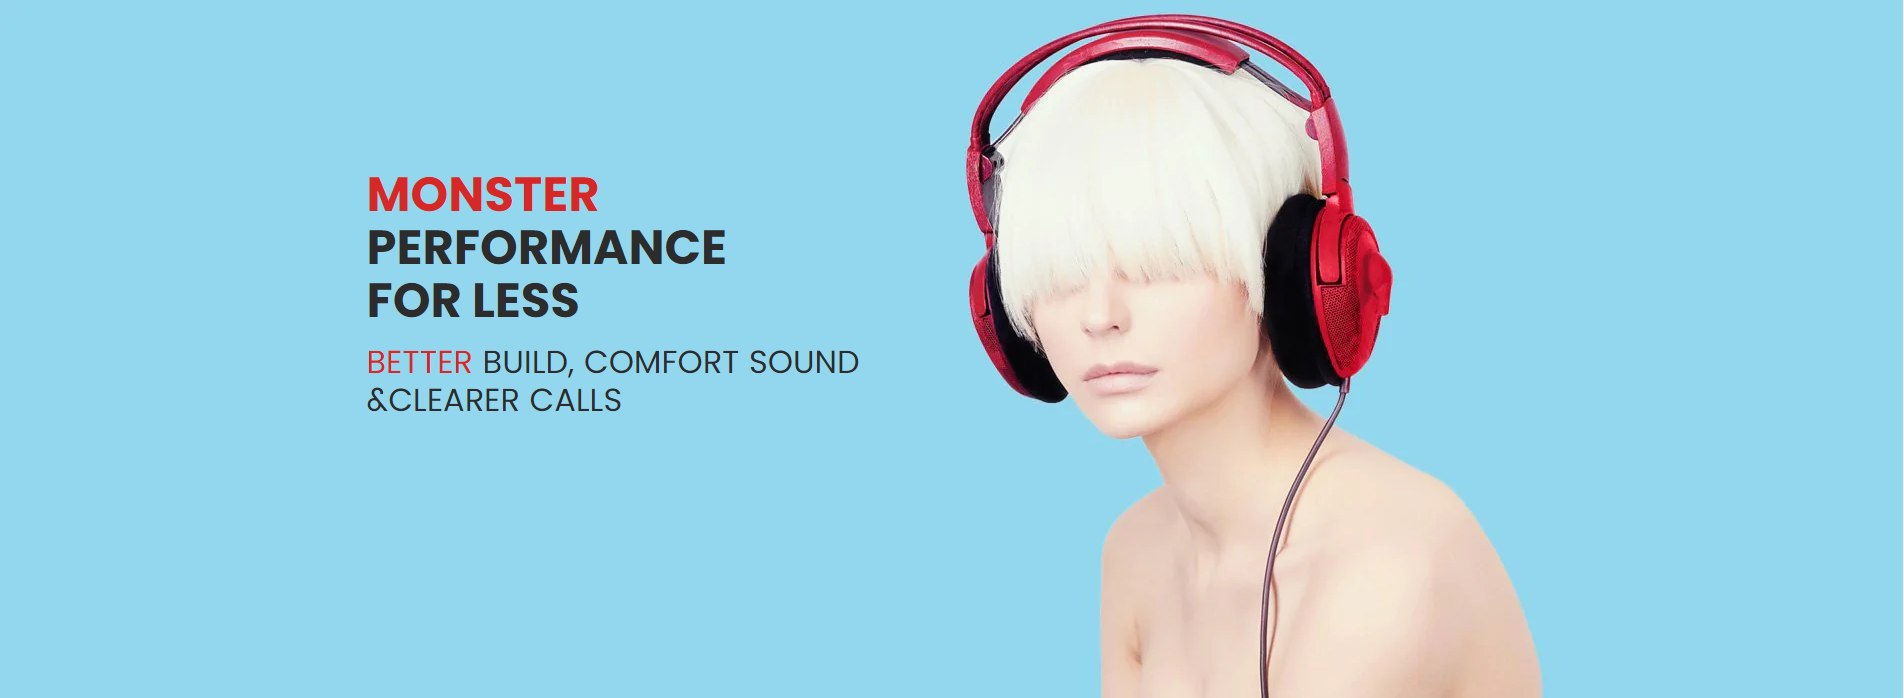 MONSTER
PERFORMANCE
FOR LESS
BETTER BUILD, COMFORT SOUND
&CLEARER CALLS